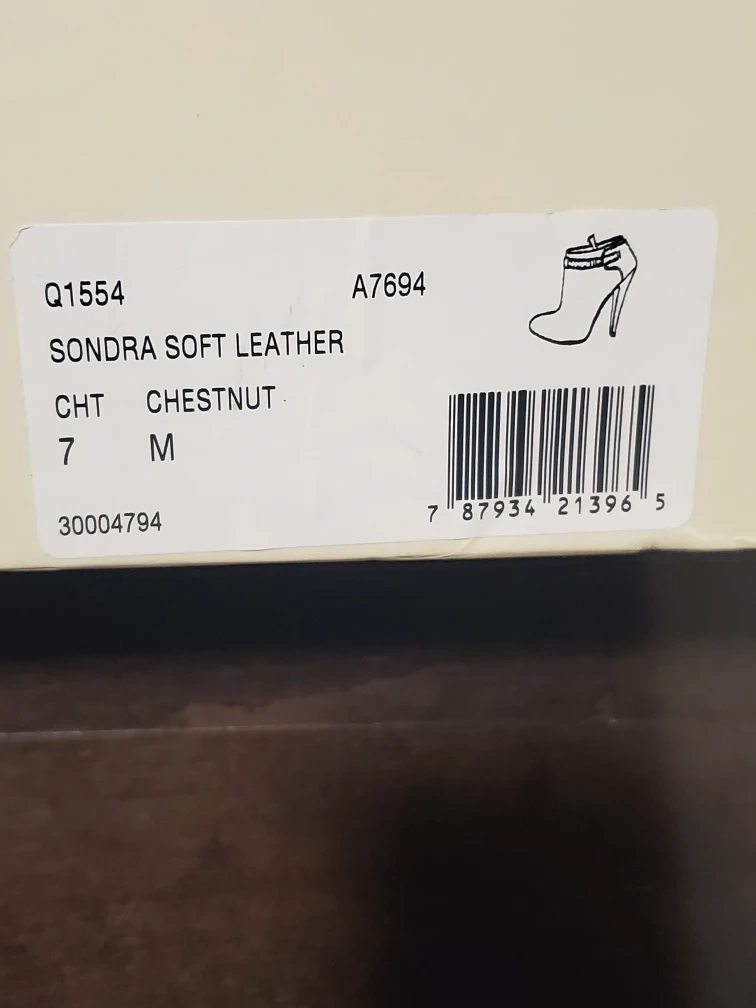 Q1554 A7694
SONDRA SOFT LEATHER
CHT CHESTNUT
7 M
30004794
7 87934 21396 5